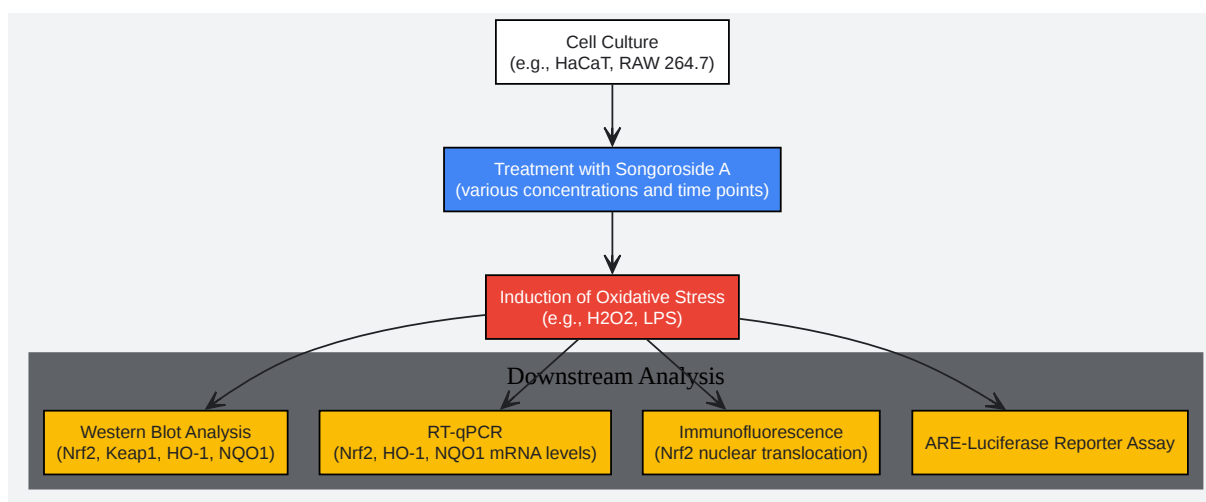 Cell Culture
(e.g., HaCaT, RAW 264.7)
Treatment with Songoroside A
(various concentrations and time points)
Induction of Oxidative Stress
(e.g., H2O2, LPS)
Downstream Analysis
Western Blot Analysis
(Nrf2, Keap1, HO-1, NQO1)
RT-qPCR
(Nrf2, HO-1, NQO1 mRNA levels)
Immunofluorescence
(Nrf2 nuclear translocation)
ARE-Luciferase Reporter Assay